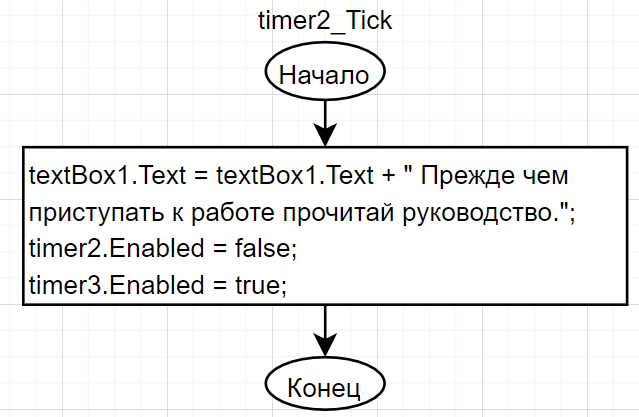 timer2_Tick
Начало
textBox1.Text = textBox1.Text + " Прежде чем
приступать к работе прочитай руководство.";
timer2.Enabled = false;
timer3.Enabled = true;
Конец